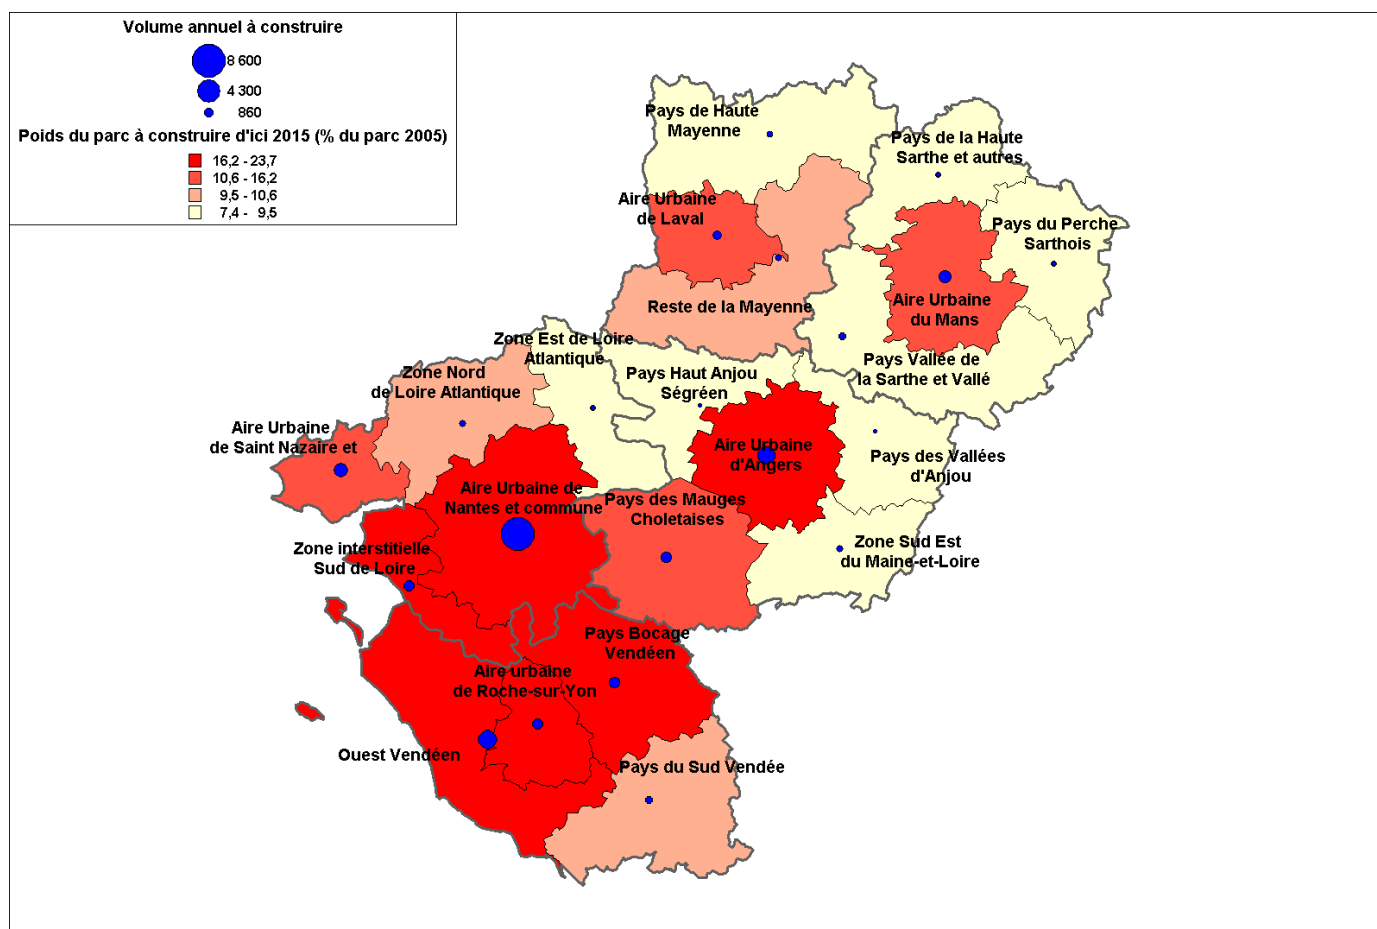 Volume annuel à construire
8 600
4 300
860
Poids du parc à construire d'ici 2015 (% du parc 2005)
16,2 - 23,7
10,6 - 16,2
9,5 - 10,6
7,4 - 9,5
Pays de Haute
Mayenne
Pays de la Haute
Sarthe et autres
Aire Urbaine
de Laval
Pays du Perche
Sarthois
Reste de la Mayenne
Aire Urbaine
du Mans
Zone Est de Loire
Atlantique
Pays Vallée de
la Sarthe et Vallé
Zone Nord
de Loire Atlantique
Pays Haut Anjou
Ségréen
Aire Urbaine
de Saint Nazaire et
Aire Urbaine
d'Angers
Pays des Vallées
d'Anjou
Aire Urbaine de
Nantes et commune
Pays des Mauges
Choletaises
Zone interstitielle
Sud de Loire
Zone Sud Est
du Maine-et-Loire
Pays Bocage
Vendéen
Aire urbaine
de Roche-sur-Yon
Ouest Vendéen
Pays du Sud Vendée